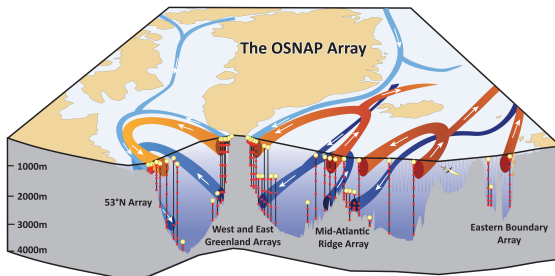 The OSNAP Array
1000m
2000m
3000m
4000m
53°N Array
West and East
Greenland Arrays
Mid-Atlantic
Ridge Array
Eastern Boundary
Array